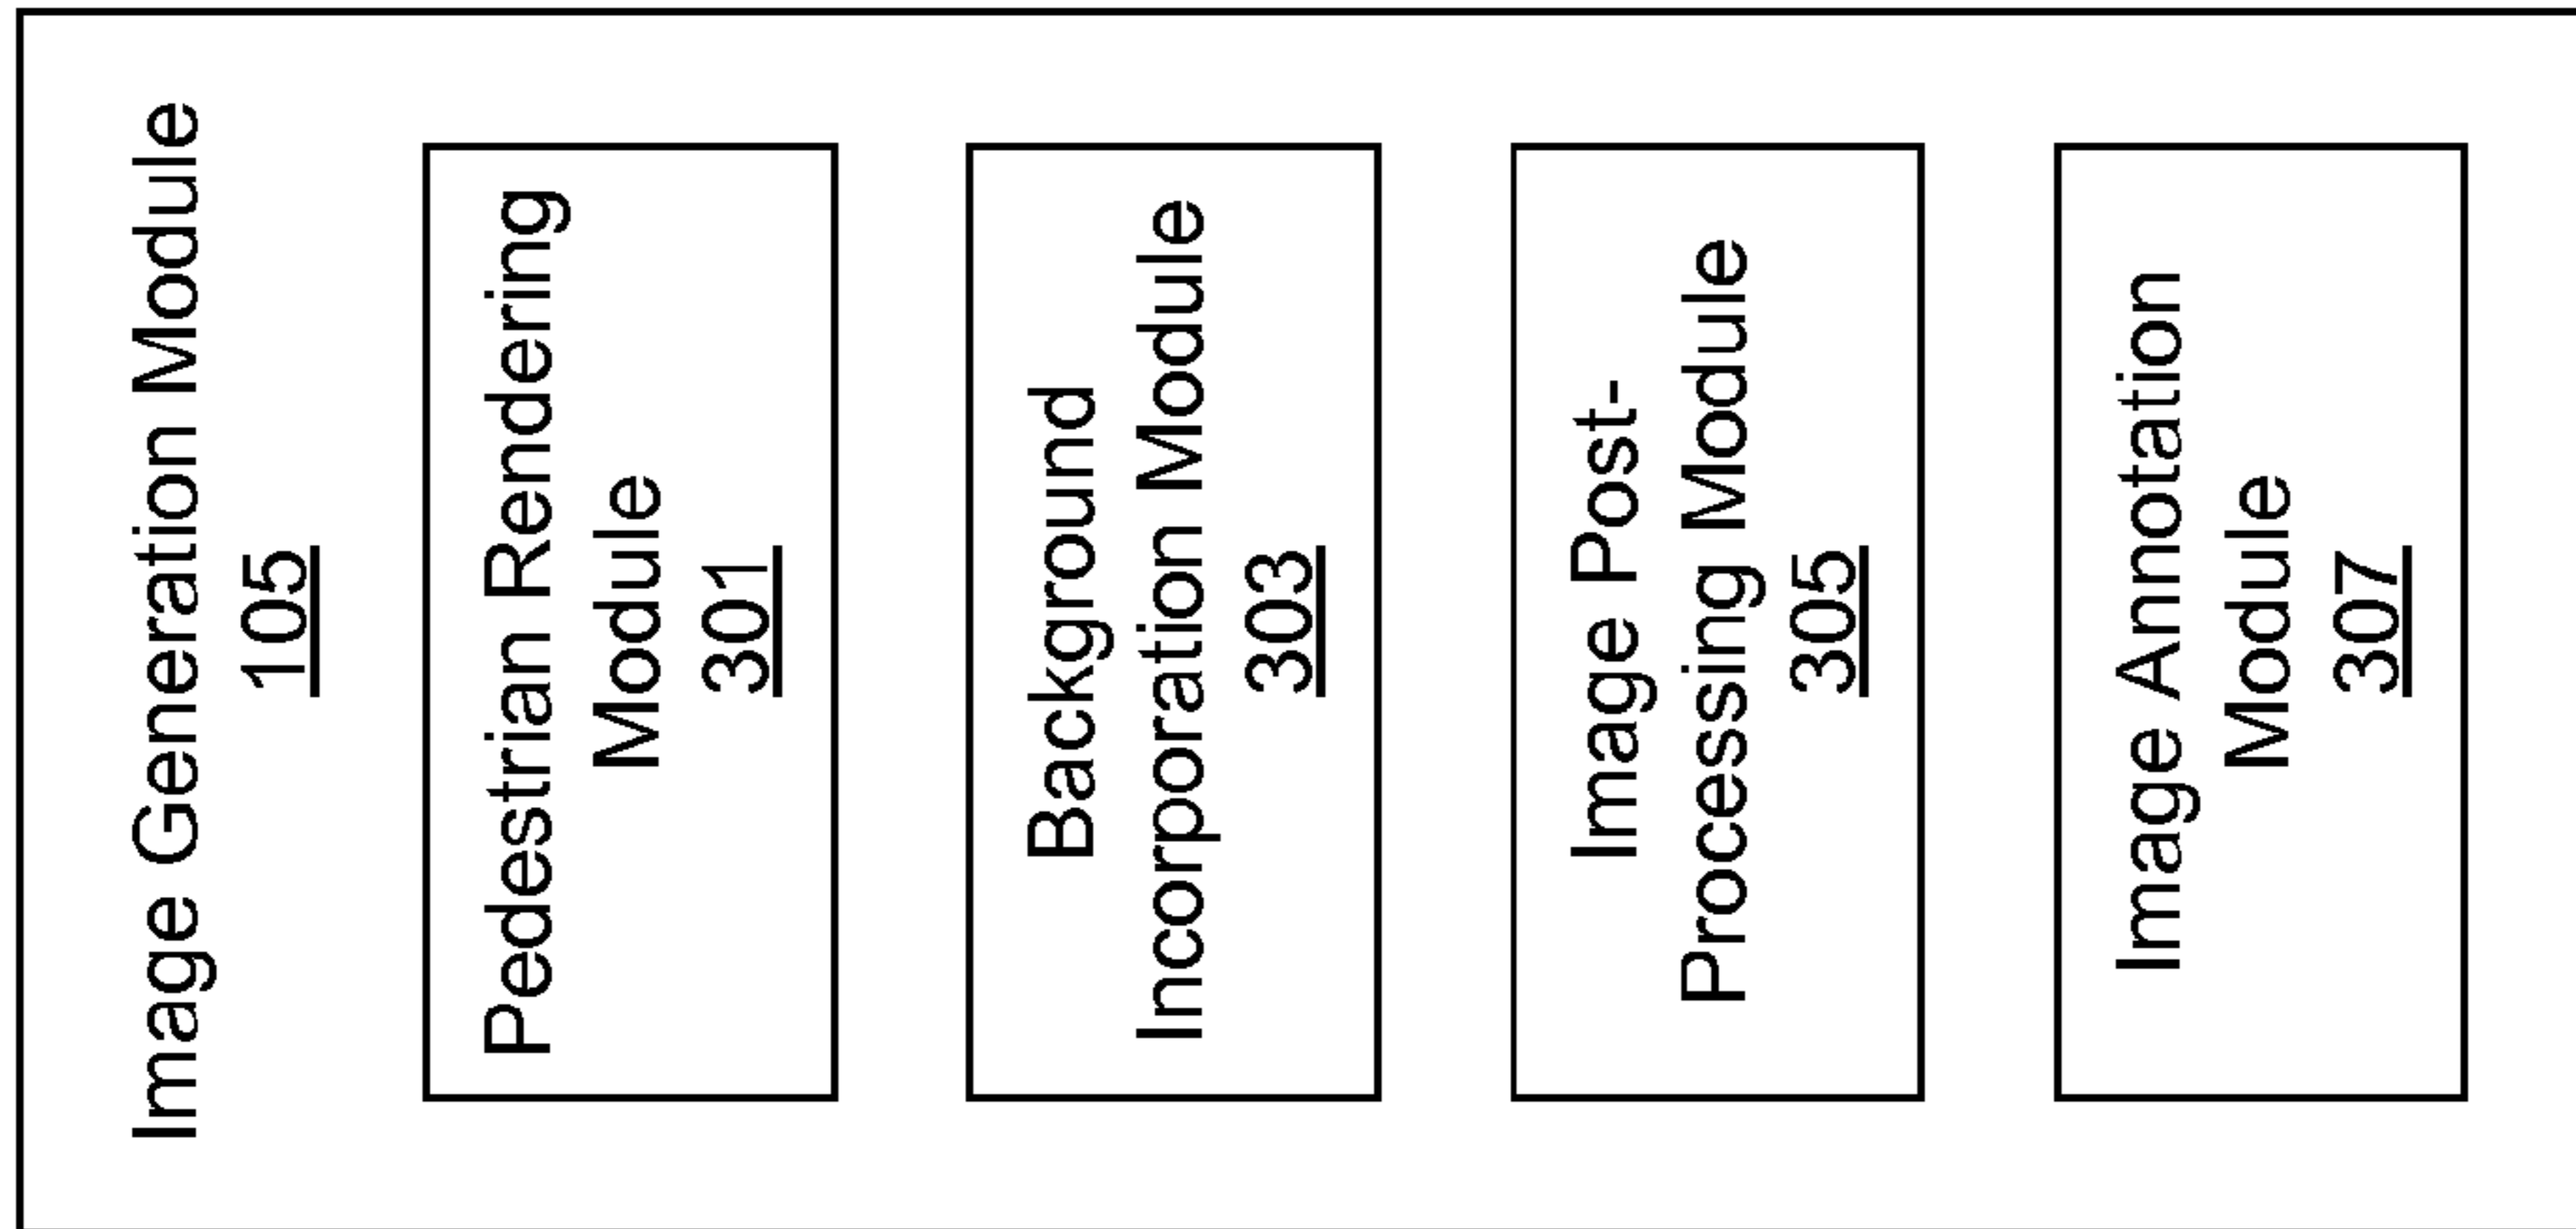 Image Generation Module
105
Pedestrian Rendering
Module
301
Background
Incorporation Module
303
Image Post-
Processing Module
305
Image Annotation
Module
307